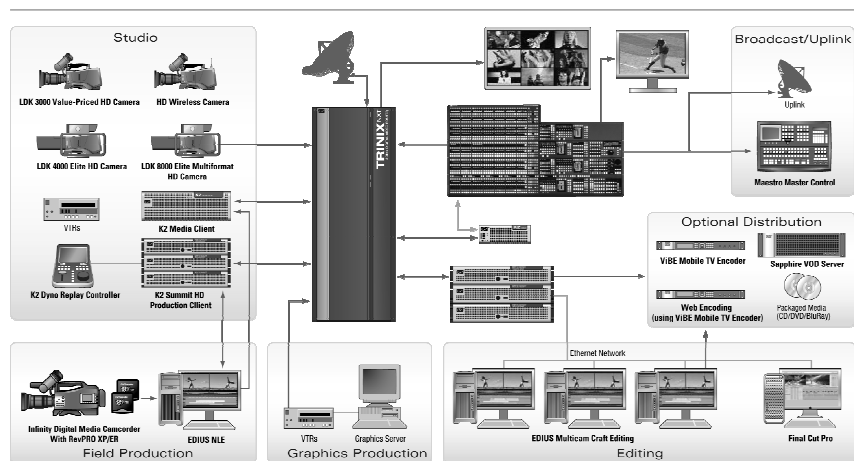 Studio
LDK 3000 Value-Priced HD Camera
HD Wireless Camera
LDK 4000 Elite HD Camera
LDK 8000 Elite Multiformat
HD Camera
VTRs
K2 Media Client
K2 Dyno Replay Controller
K2 Summit HD
Production Client
TRINIX NXT
Broadcast/Uplink
Uplink
Maestro Master Control
Optional Distribution
ViBE Mobile TV Encoder
Sapphire VOD Server
Web Encoding
(using ViBE Mobile TV Encoder)
Packaged Media
(CD/DVD/BluRay)
Infinity Digital Media Camcorder
With RevPRO XP/ER
EDIUS NLE
Field Production
VTRs
Graphics Server
Graphics Production
Ethernet Network
EDIUS Multicam Craft Editing
Final Cut Pro
Editing